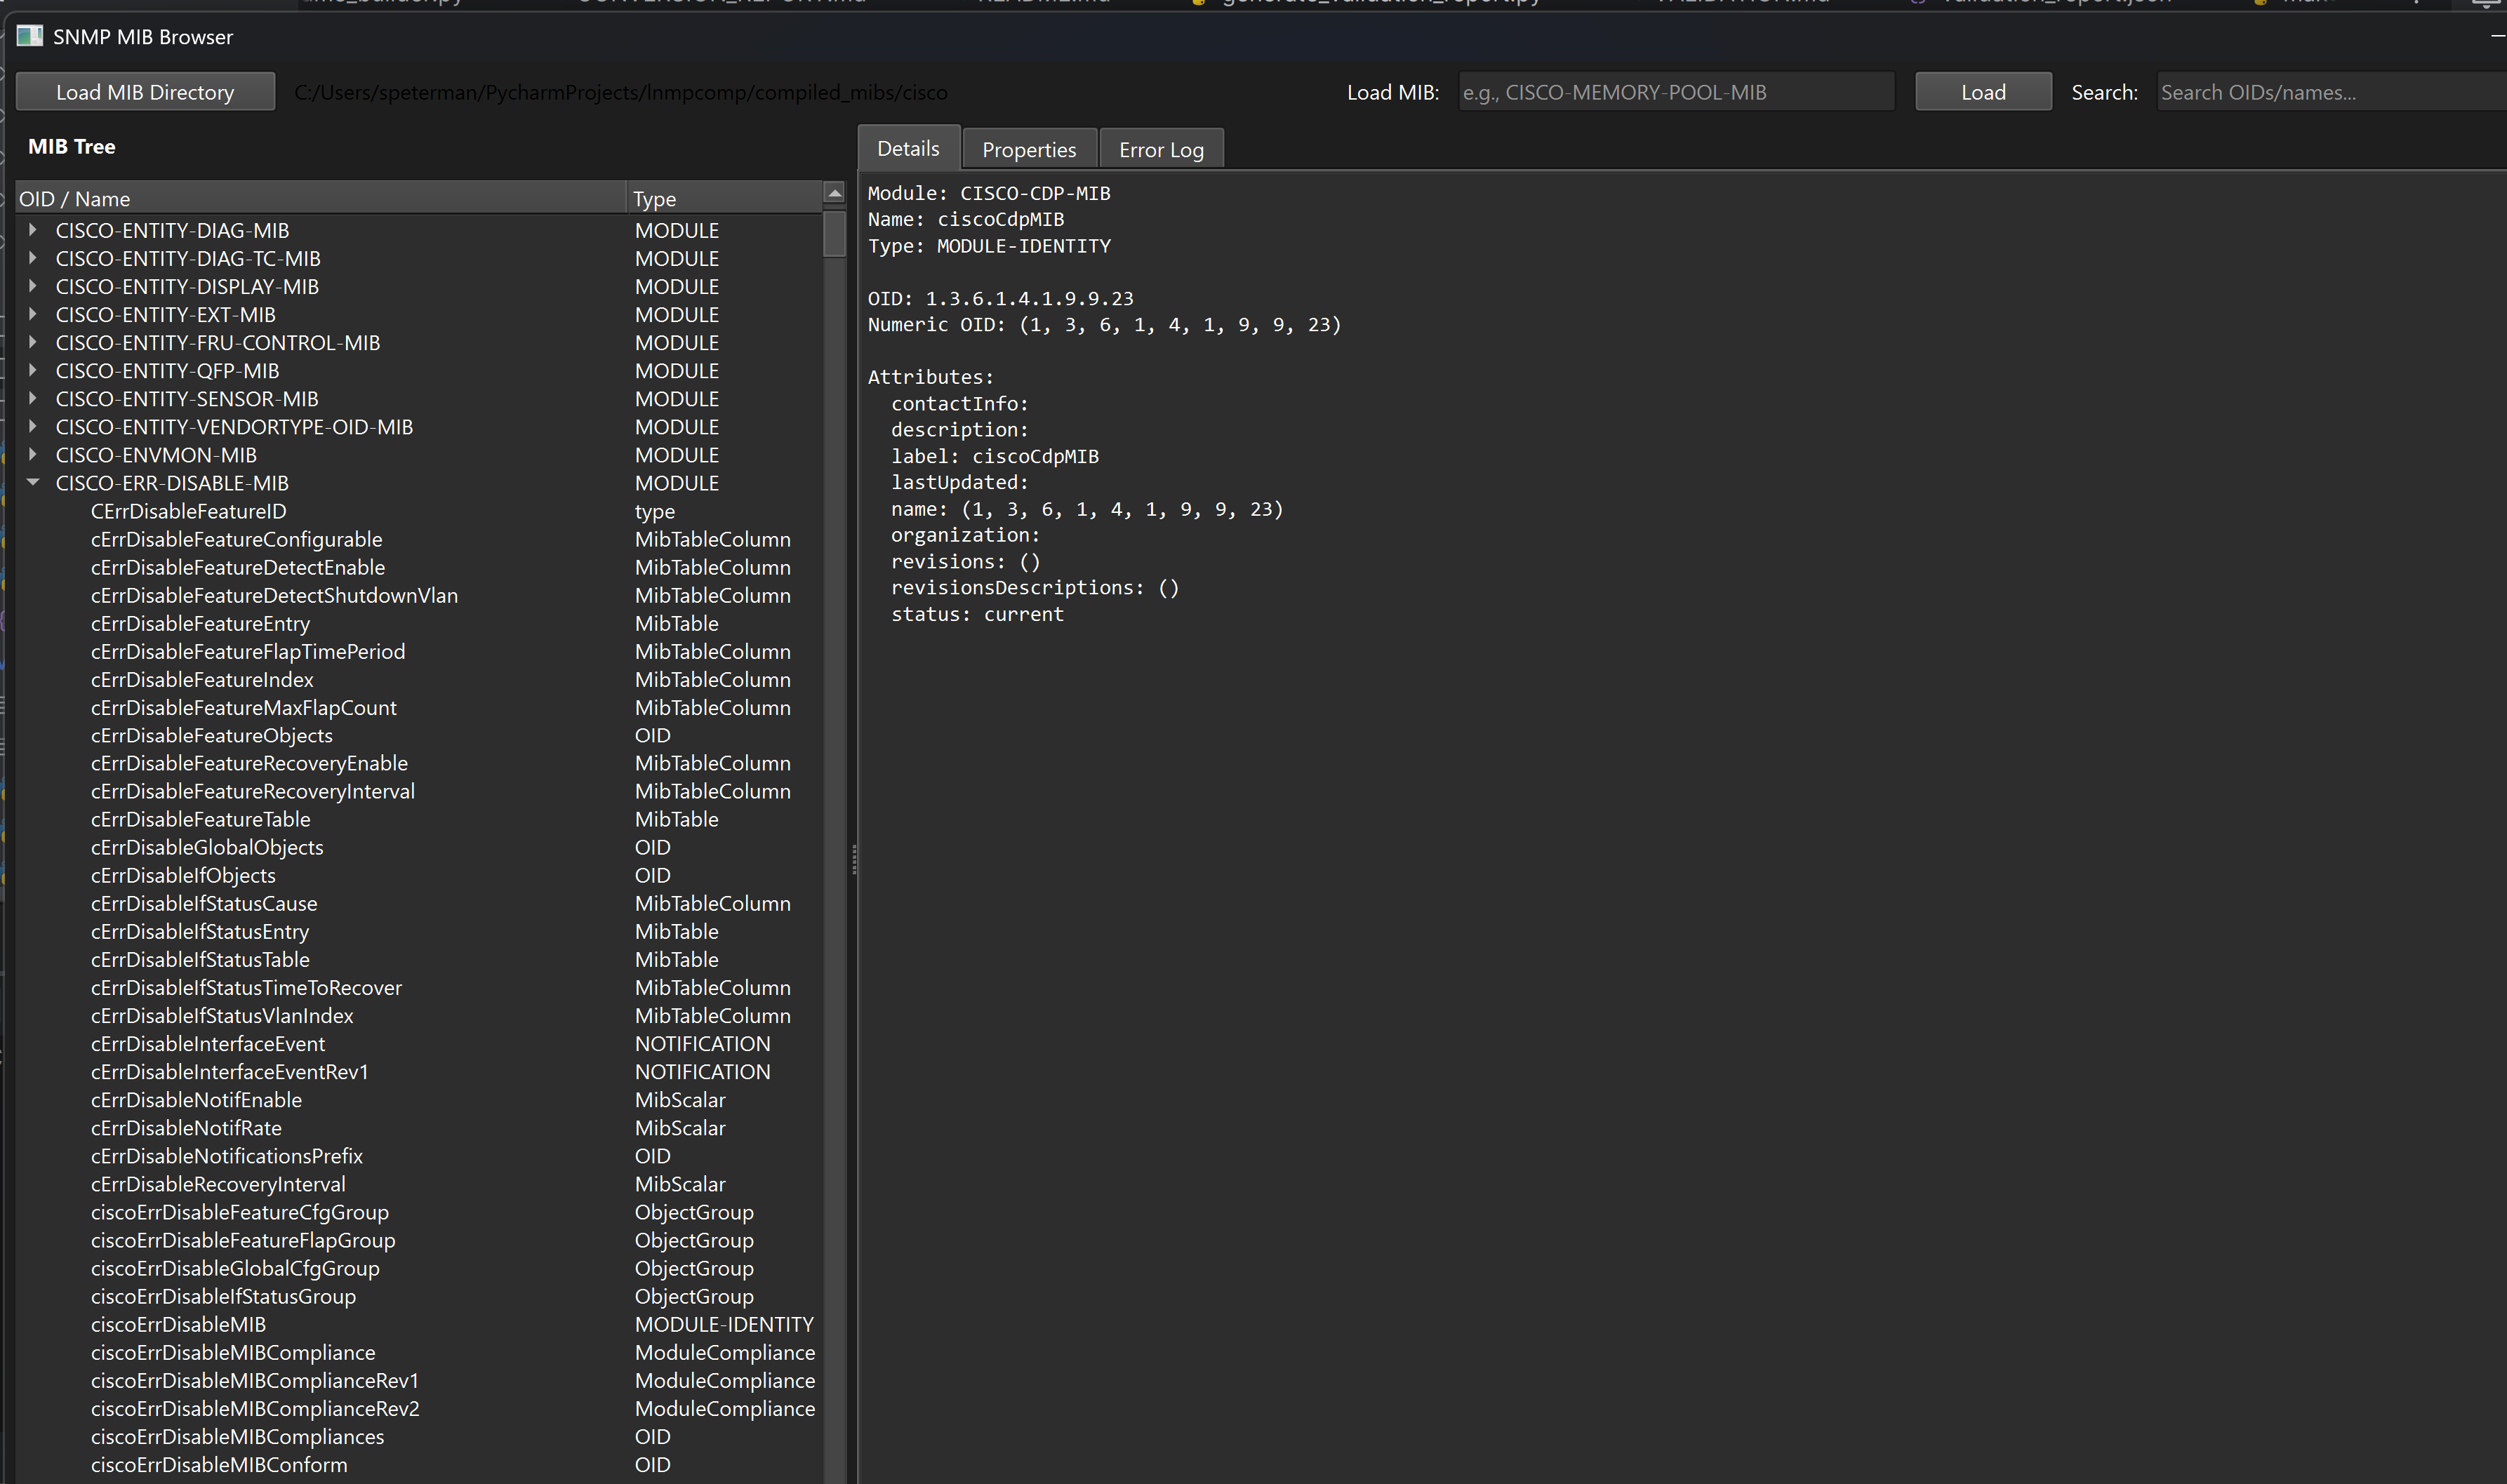 generate_validation_report.py
SNMP MIB Browser
Load MIB Directory
C:/Users/speterman/PycharmProjects/lnmpcomp/compiled_mibs/cisco
Load MIB:
e.g., CISCO-MEMORY-POOL-MIB
Load
Search:
Search OIDs/names...
MIB Tree
Details
Properties
Error Log
OID / Name Type
CISCO-ENTITY-DIAG-MIB MODULE
CISCO-ENTITY-DIAG-TC-MIB MODULE
CISCO-ENTITY-DISPLAY-MIB MODULE
CISCO-ENTITY-EXT-MIB MODULE
CISCO-ENTITY-FRU-CONTROL-MIB MODULE
CISCO-ENTITY-QFP-MIB MODULE
CISCO-ENTITY-SENSOR-MIB MODULE
CISCO-ENTITY-VENDORTYPE-OID-MIB MODULE
CISCO-ENVMON-MIB MODULE
CISCO-ERR-DISABLE-MIB MODULE
CErrDisableFeatureID type
cErrDisableFeatureConfigurable MibTableColumn
cErrDisableFeatureDetectEnable MibTableColumn
cErrDisableFeatureDetectShutdownVlan MibTableColumn
cErrDisableFeatureEntry MibTable
cErrDisableFeatureFlapTimePeriod MibTableColumn
cErrDisableFeatureIndex MibTableColumn
cErrDisableFeatureMaxFlapCount MibTableColumn
cErrDisableFeatureObjects OID
cErrDisableFeatureRecoveryEnable MibTableColumn
cErrDisableFeatureRecoveryInterval MibTableColumn
cErrDisableFeatureTable MibTable
cErrDisableGlobalObjects OID
cErrDisableIfObjects OID
cErrDisableIfStatusCause MibTableColumn
cErrDisableIfStatusEntry MibTable
cErrDisableIfStatusTable MibTable
cErrDisableIfStatusTimeToRecover MibTableColumn
cErrDisableIfStatusVlanIndex MibTableColumn
cErrDisableInterfaceEvent NOTIFICATION
cErrDisableInterfaceEventRev1 NOTIFICATION
cErrDisableNotifEnable MibScalar
cErrDisableNotifRate MibScalar
cErrDisableNotificationsPrefix OID
cErrDisableRecoveryInterval MibScalar
ciscoErrDisableFeatureCfgGroup ObjectGroup
ciscoErrDisableFeatureFlapGroup ObjectGroup
ciscoErrDisableGlobalCfgGroup ObjectGroup
ciscoErrDisableIfStatusGroup ObjectGroup
ciscoErrDisableMIB MODULE-IDENTITY
ciscoErrDisableMIBCompliance ModuleCompliance
ciscoErrDisableMIBComplianceRev1 ModuleCompliance
ciscoErrDisableMIBComplianceRev2 ModuleCompliance
ciscoErrDisableMIBCompliances OID
ciscoErrDisableMIBConform OID
Module: CISCO-CDP-MIB
Name: ciscoCdpMIB
Type: MODULE-IDENTITY
OID: 1.3.6.1.4.1.9.9.23
Numeric OID: (1, 3, 6, 1, 4, 1, 9, 9, 23)
Attributes:
contactInfo:
description:
label: ciscoCdpMIB
lastUpdated:
name: (1, 3, 6, 1, 4, 1, 9, 9, 23)
organization:
revisions: ()
revisionsDescriptions: ()
status: current